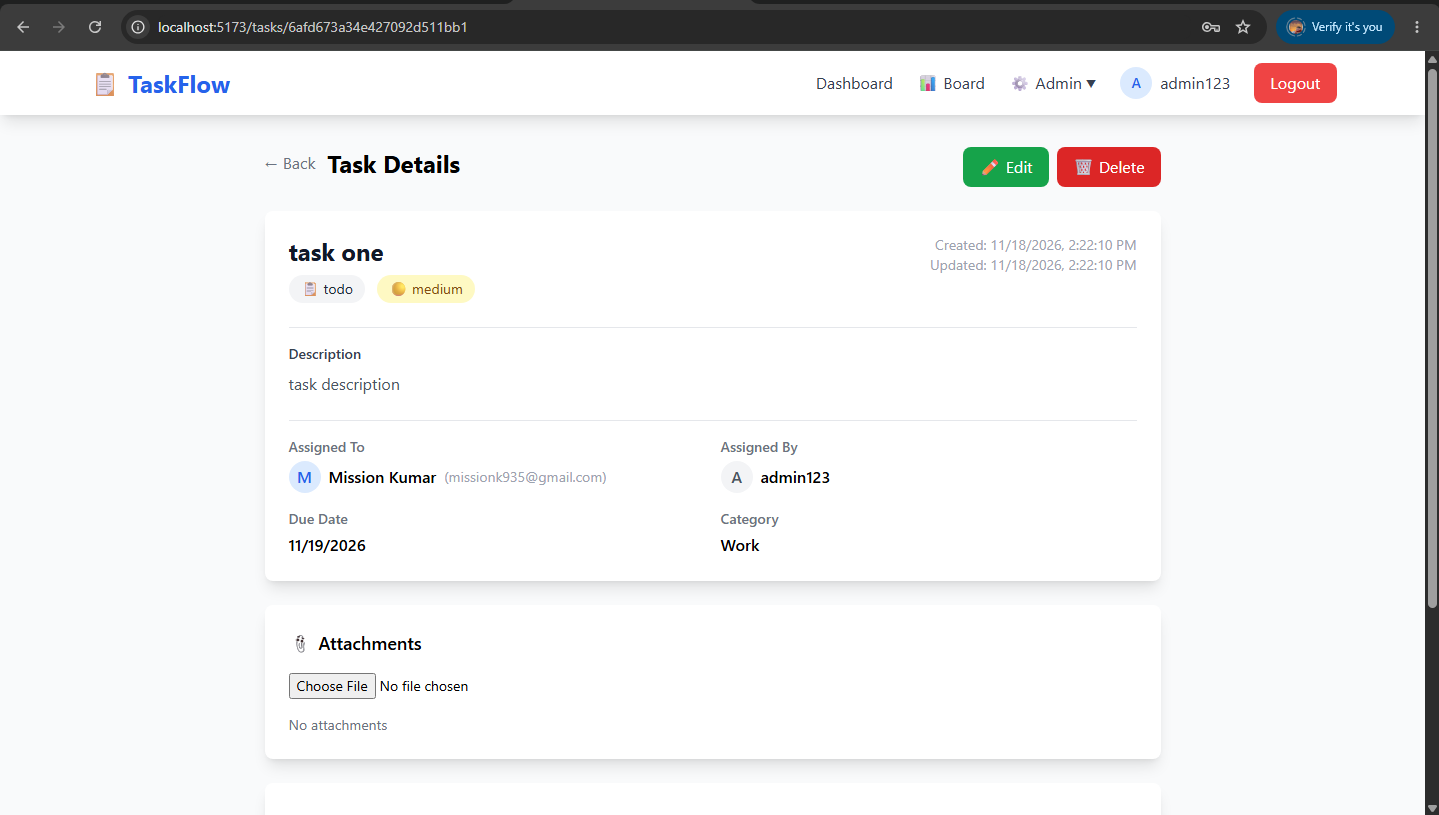 localhost:5173/tasks/6afd673a34e427092d511bb1
Verify it's you
TaskFlow
Dashboard
Board
Admin ▼
A
admin123
Logout
← Back
Task Details
Edit
Delete
task one
Created: 11/18/2026, 2:22:10 PM
Updated: 11/18/2026, 2:22:10 PM
todo
medium
Description
task description
Assigned To
M
Mission Kumar (missionk935@gmail.com)
Assigned By
A
admin123
Due Date
11/19/2026
Category
Work
Attachments
Choose File No file chosen
No attachments